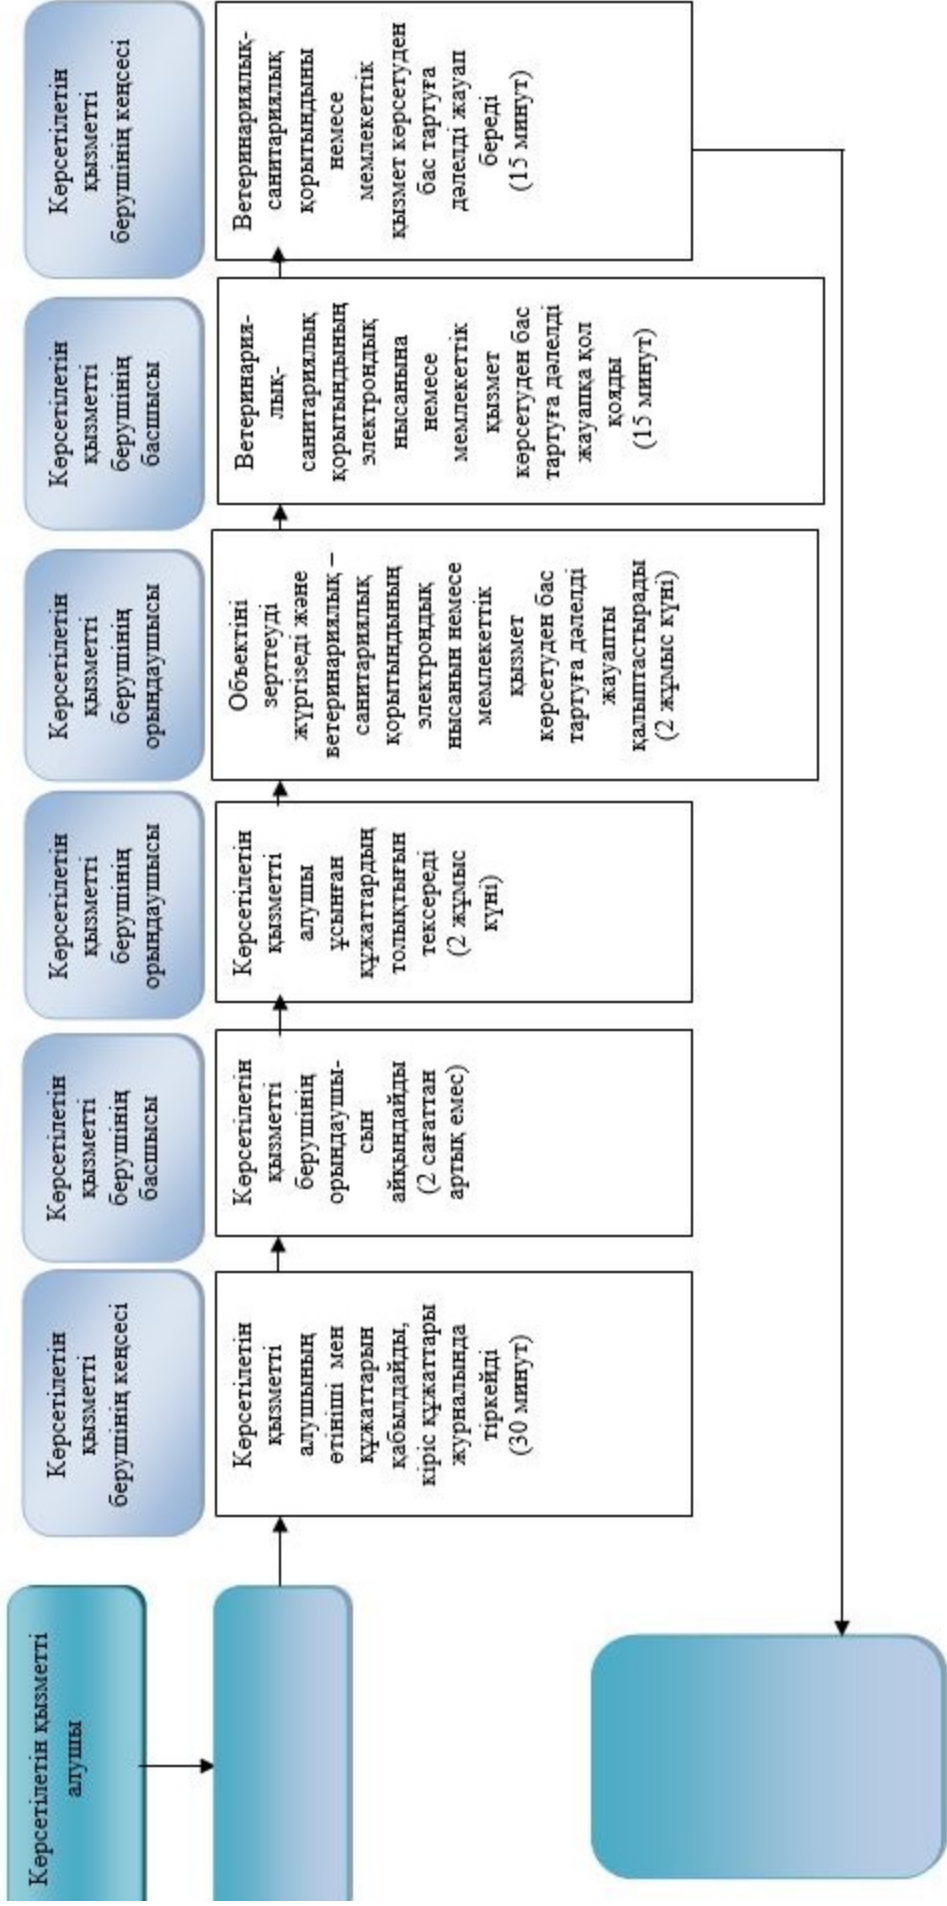 Көрсетілетін қызметті
алушы
Көрсетілетін
қызметті
берушінің кеңсесі
Көрсетілетін
қызметті
алушының
өтініші мен
құжаттарын
қабылдайды,
кіріс құжаттары
журналында
тіркейді
(30 минут)
Көрсетілетін
қызметті
берушінің
басшысы
Көрсетілетін
қызметті
берушінің
орындаушы-
сын
айқындайды
(2 сағаттан
артық емес)
Көрсетілетін
қызметті
берушінің
орындаушысы
Көрсетілетін
қызметті
алушы
ұсынған
құжаттардың
толықтығын
тексереді
(2 жұмыс
күні)
Көрсетілетін
қызметті
берушінің
орындаушысы
Объектіні
зерттеуді
жүргізеді және
ветеринариялық –
санитариялық
қорытындының
электрондық
нысанын немесе
мемлекеттік
қызмет
көрсетуден бас
тартуға дәлелді
жауапты
қалыптастырады
(2 жұмыс күні)
Көрсетілетін
қызметті
берушінің
басшысы
Ветеринария-
лық-
санитариялық
қорытындының
электрондық
нысанына
немесе
мемлекеттік
қызмет
көрсетуден бас
тартуға дәлелді
жауапқа қол
қояды
(15 минут)
Көрсетілетін
қызметті
берушінің кеңсесі
Ветеринариялық-
санитариялық
қорытындыны
немесе
мемлекеттік
қызмет көрсетуден
бас тартуға
дәлелді жауап
береді
(15 минут)